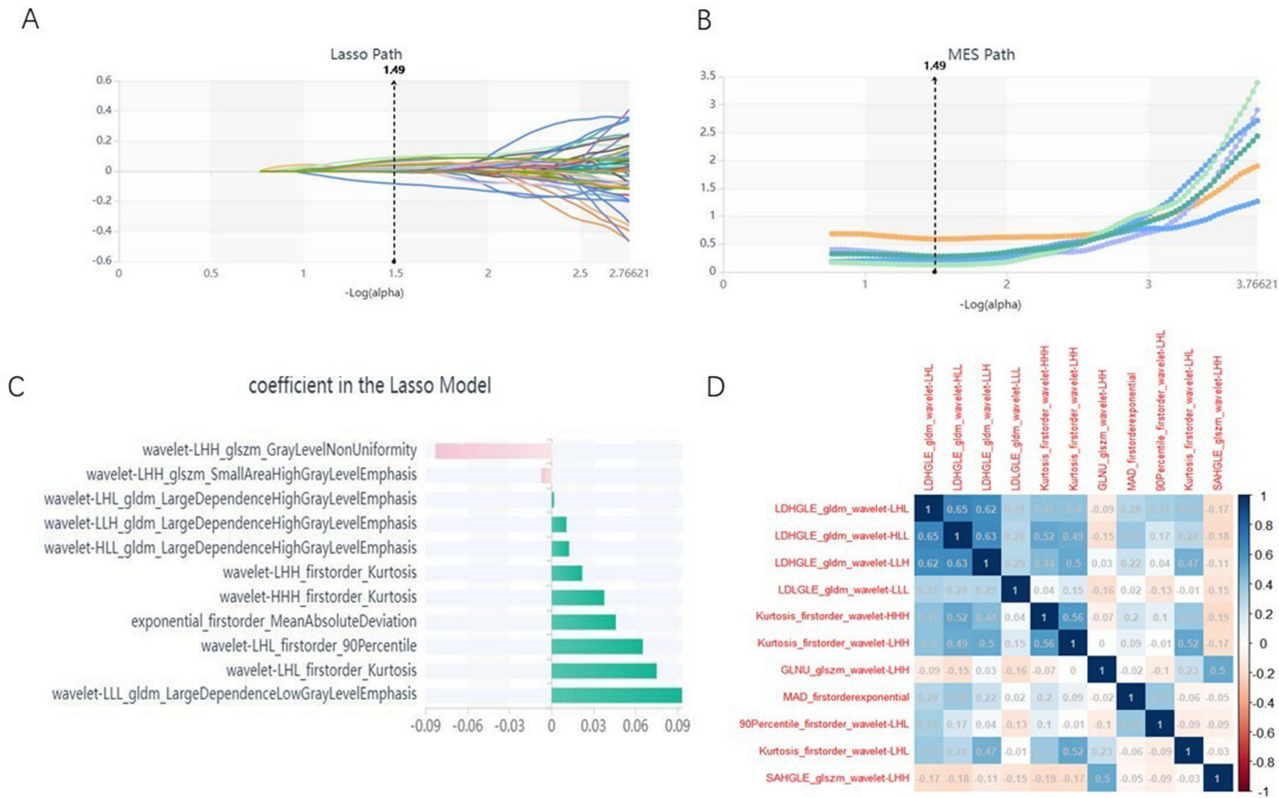 A
Lasso Path
1.49
0.6
0.4
0.2
0
-0.2
-0.4
-0.6
0
0.5
1
1.5
2
2.5
2.76621
-Log(alpha)
B
MES Path
1.49
3.5
3
2.5
2
1.5
1
0.5
0
0
1
2
3
3.76621
-Log(alpha)
C
coefficient in the Lasso Model
wavelet-LHH_glszm_GrayLevelNonUniformity
wavelet-LHH_glszm_SmallAreaHighGrayLevelEmphasis
wavelet-LHL_gldm_LargeDependenceHighGrayLevelEmphasis
wavelet-LLH_gldm_LargeDependenceHighGrayLevelEmphasis
wavelet-HLL_gldm_LargeDependenceHighGrayLevelEmphasis
wavelet-LHH_firstorder_Kurtosis
wavelet-HHH_firstorder_Kurtosis
exponential_firstorder_MeanAbsoluteDeviation
wavelet-LHL_firstorder_90Percentile
wavelet-LHL_firstorder_Kurtosis
wavelet-LLL_gldm_LargeDependenceLowGrayLevelEmphasis
-0.09 -0.06 -0.03 0 0.03 0.06 0.09
D
LDHGLE_gldm_wavelet-LHL
LDHGLE_gldm_wavelet-HLL
LDHGLE_gldm_wavelet-LLH
LDLGLE_gldm_wavelet-LLL
Kurtosis_firstorder_wavelet-HHH
Kurtosis_firstorder_wavelet-LHH
GLNU_glszm_wavelet-LHH
MAD_firstorderexponential
90Percentile_firstorder_wavelet-LHL
Kurtosis_firstorder_wavelet-LHL
SAHGLE_glszm_wavelet-LHH
LDHGLE_gldm_wavelet-LHL 1 0.65 0.62 -0.09 -0.17
LDHGLE_gldm_wavelet-HLL 0.65 1 0.63 0.28 0.52 0.49 -0.15 0.17 0.28 -0.18
LDHGLE_gldm_wavelet-LLH 0.62 0.63 1 0.29 0.44 0.5 0.03 0.22 0.04 0.47 -0.11
LDLGLE_gldm_wavelet-LLL 0.28 0.29 1 0.04 0.15 -0.16 0.02 -0.13 -0.01 -0.15
Kurtosis_firstorder_wavelet-HHH 0.52 0.44 0.04 1 0.56 -0.07 0.2 0.1 -0.19
Kurtosis_firstorder_wavelet-LHH 0.49 0.5 0.15 0.56 1 0 0.09 -0.01 0.52 -0.17
GLNU_glszm_wavelet-LHH -0.09 -0.15 0.03 -0.16 -0.07 0 1 -0.02 -0.1 0.23 0.5
MAD_firstorderexponential 0.22 0.02 0.2 0.09 -0.02 1 -0.06 -0.05
90Percentile_firstorder_wavelet-LHL 0.17 0.04 -0.13 0.1 -0.01 -0.1 1 -0.09 -0.09
Kurtosis_firstorder_wavelet-LHL 0.28 0.47 -0.01 0.52 0.23 -0.06 -0.09 1 -0.03
SAHGLE_glszm_wavelet-LHH -0.17 -0.18 -0.11 -0.15 -0.19 -0.17 0.5 -0.05 -0.09 -0.03 1
1
0.8
0.6
0.4
0.2
0
-0.2
-0.4
-0.6
-0.8
-1